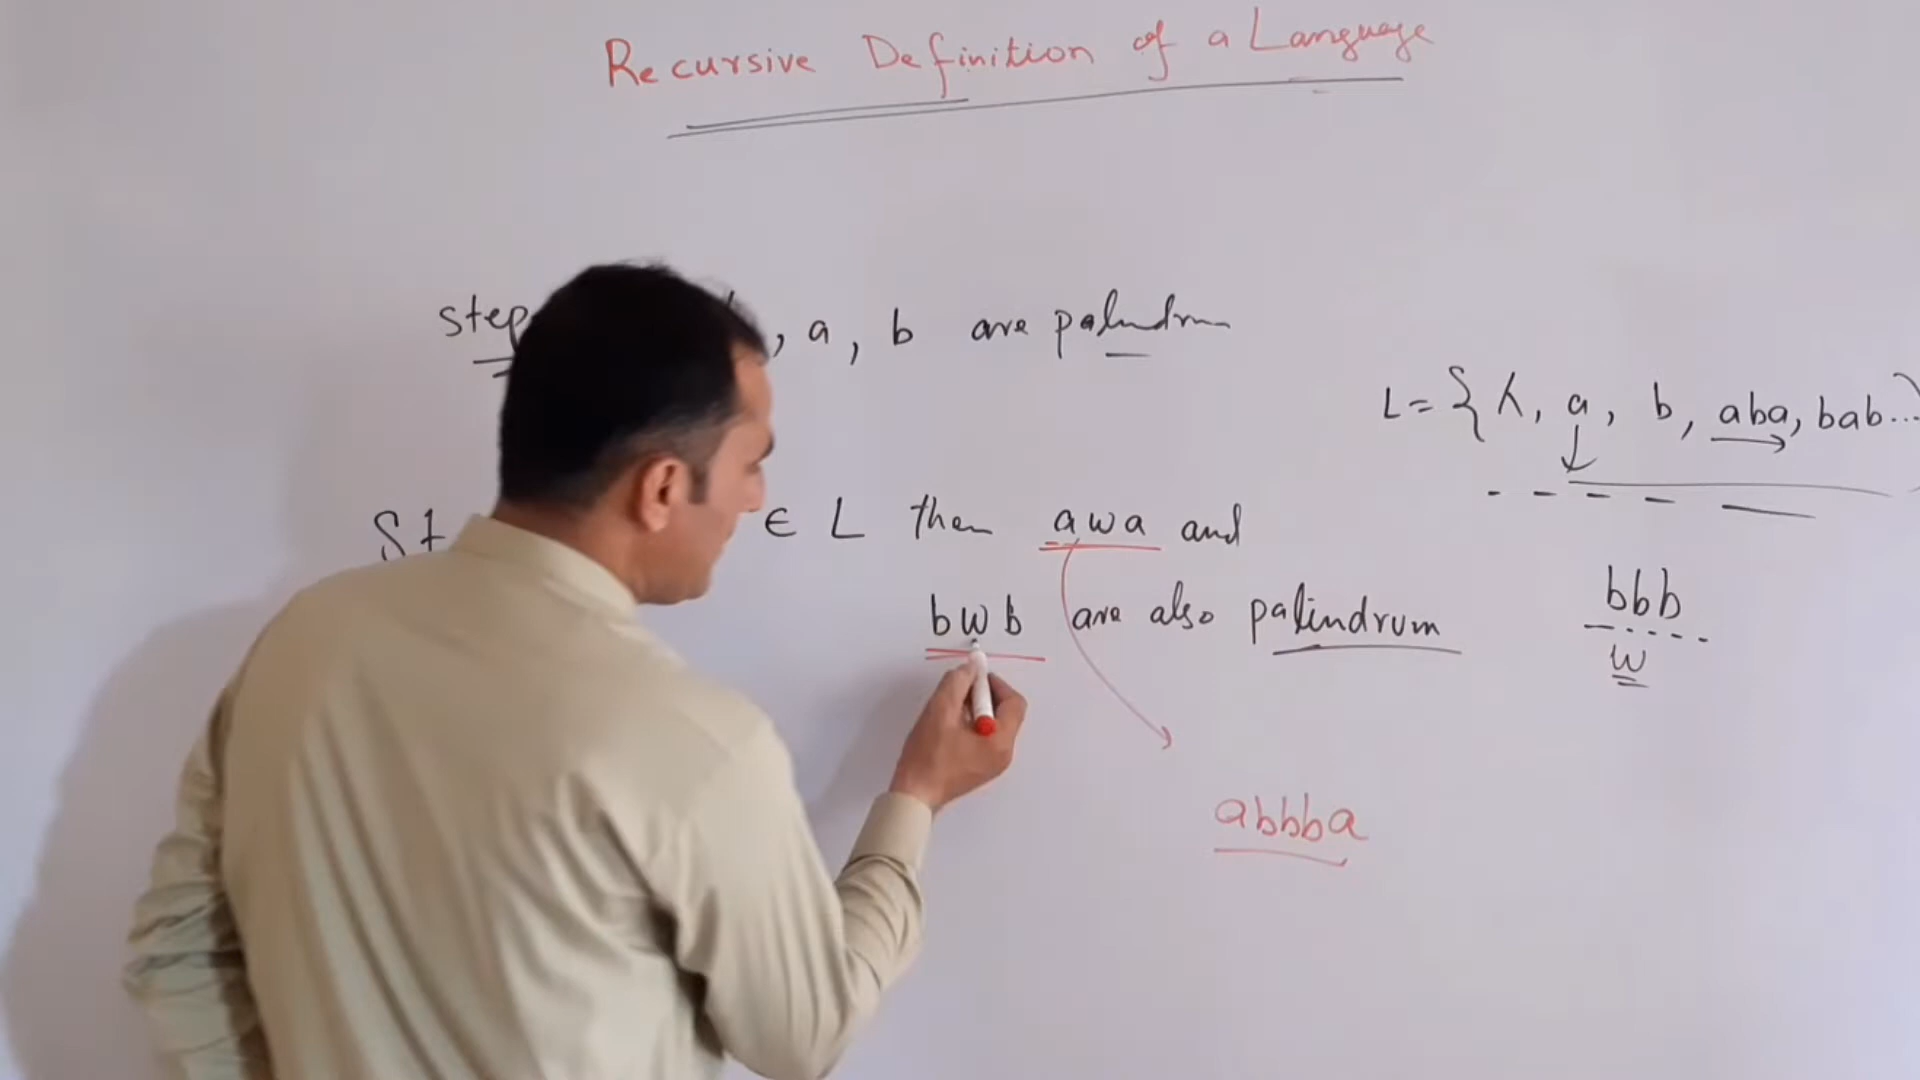 Recursive Definition of a Language
step , a , b are palindrum
L = { Λ, a, b, aba, bab...}
St ∈ L then awa and
bwb are also palindrum
bbb
w
abbba